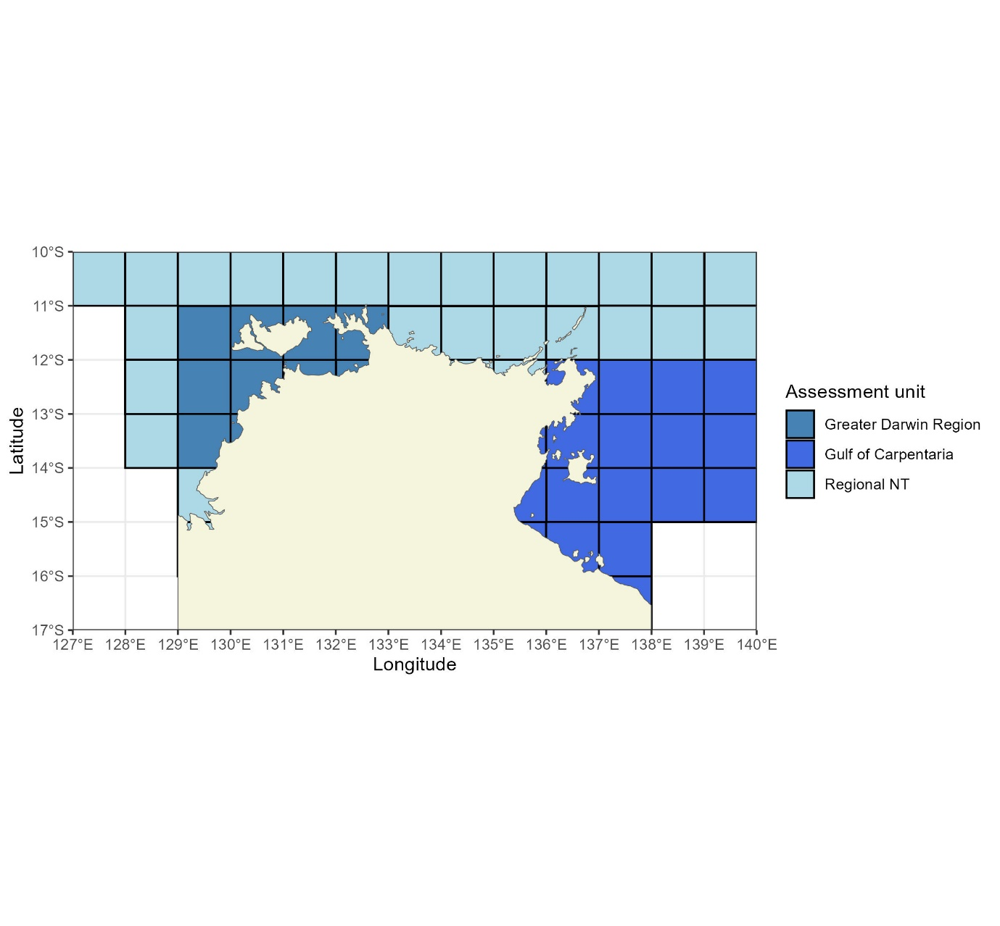 10°S
11°S
12°S
13°S
14°S
15°S
16°S
17°S
Latitude
127°E 128°E 129°E 130°E 131°E 132°E 133°E 134°E 135°E 136°E 137°E 138°E 139°E 140°E
Longitude
Assessment unit
Greater Darwin Region
Gulf of Carpentaria
Regional NT